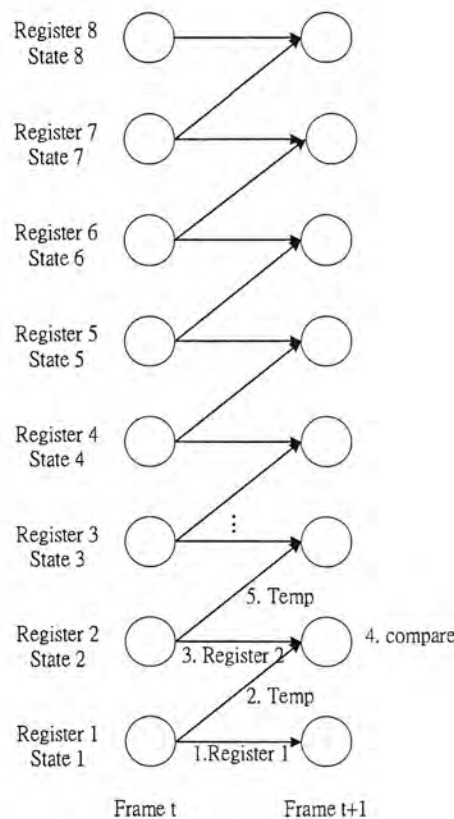 Register 8
State 8
Register 7
State 7
Register 6
State 6
Register 5
State 5
Register 4
State 4
Register 3
State 3
⋮
5. Temp
Register 2
State 2
3. Register 2
4. compare
2. Temp
Register 1
State 1
1.Register 1
Frame t
Frame t+1